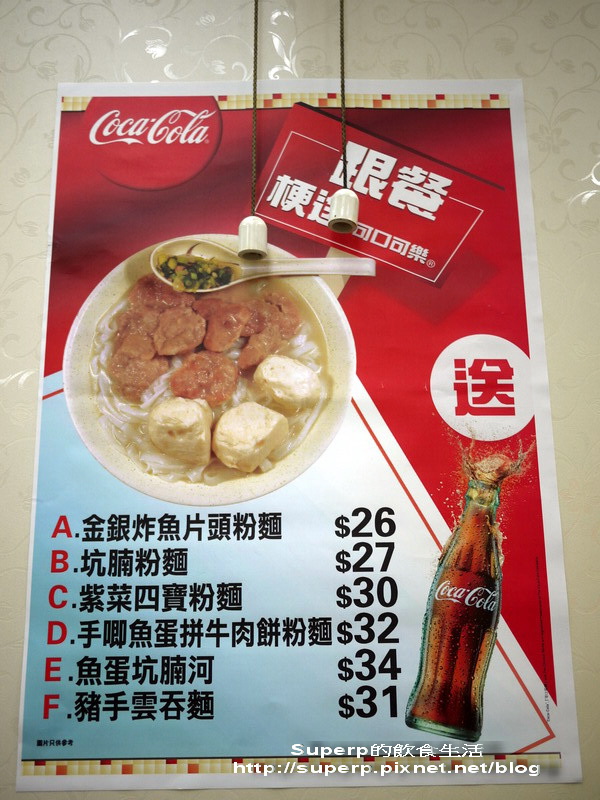 Coca-Cola®
跟餐
梗送可口可樂®
送
A.金銀炸魚片頭粉麵 $26
B.坑腩粉麵 $27
C.紫菜四寶粉麵 $30
D.手唧魚蛋拼牛肉餅粉麵 $32
E.魚蛋坑腩河 $34
F.豬手雲吞麵 $31
Coca-Cola
圖片只供參考
Superp的飲食生活
http://superp.pixnet.net/blog